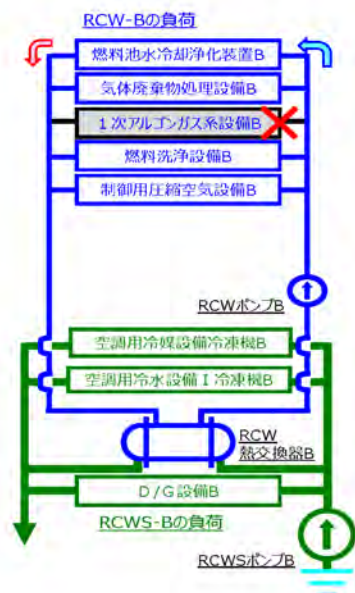 RCW-Bの負荷
燃料池水冷却浄化装置B
気体廃棄物処理設備B
1次アルゴンガス系設備B
燃料洗浄設備B
制御用圧縮空気設備B
RCWポンプB
空調用冷媒設備冷凍機B
空調用冷水設備Ⅰ冷凍機B
RCW
熱交換器B
D/G設備B
RCWS-Bの負荷
RCWSポンプB